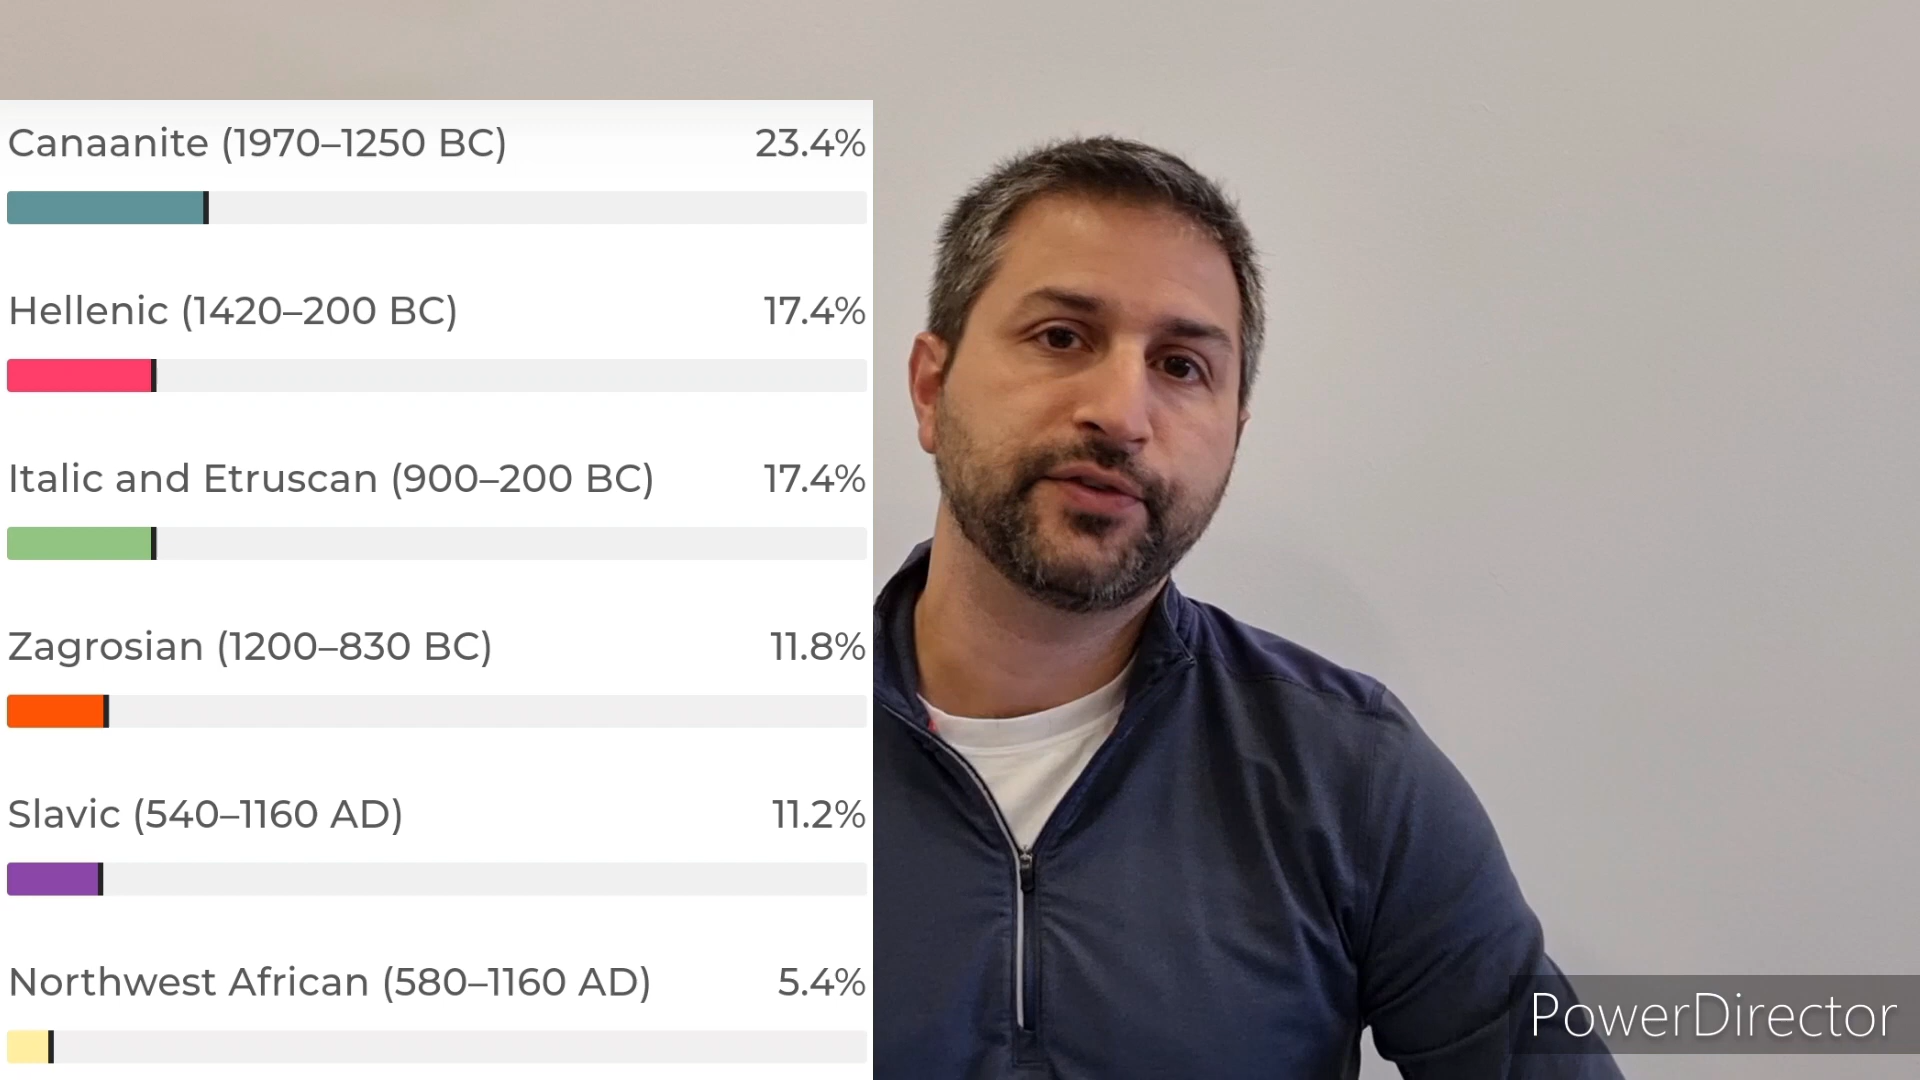 Canaanite (1970–1250 BC) 23.4%
Hellenic (1420–200 BC) 17.4%
Italic and Etruscan (900–200 BC) 17.4%
Zagrosian (1200–830 BC) 11.8%
Slavic (540–1160 AD) 11.2%
Northwest African (580–1160 AD) 5.4%
PowerDirector